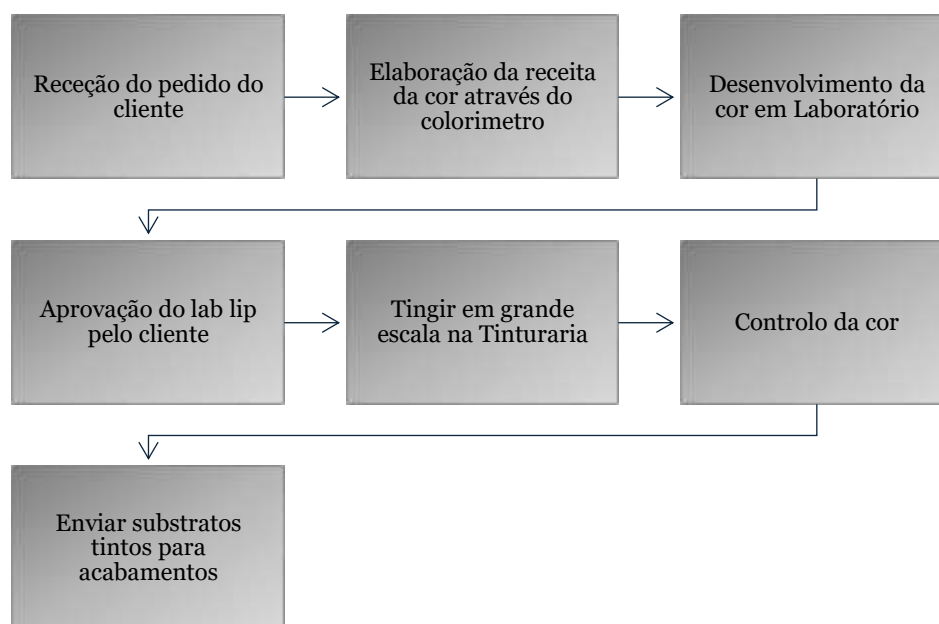 Receção do pedido do
cliente
Elaboração da receita
da cor através do
colorimetro
Desenvolvimento da
cor em Laboratório
Aprovação do lab lip
pelo cliente
Tingir em grande
escala na Tinturaria
Controlo da cor
Enviar substratos
tintos para
acabamentos